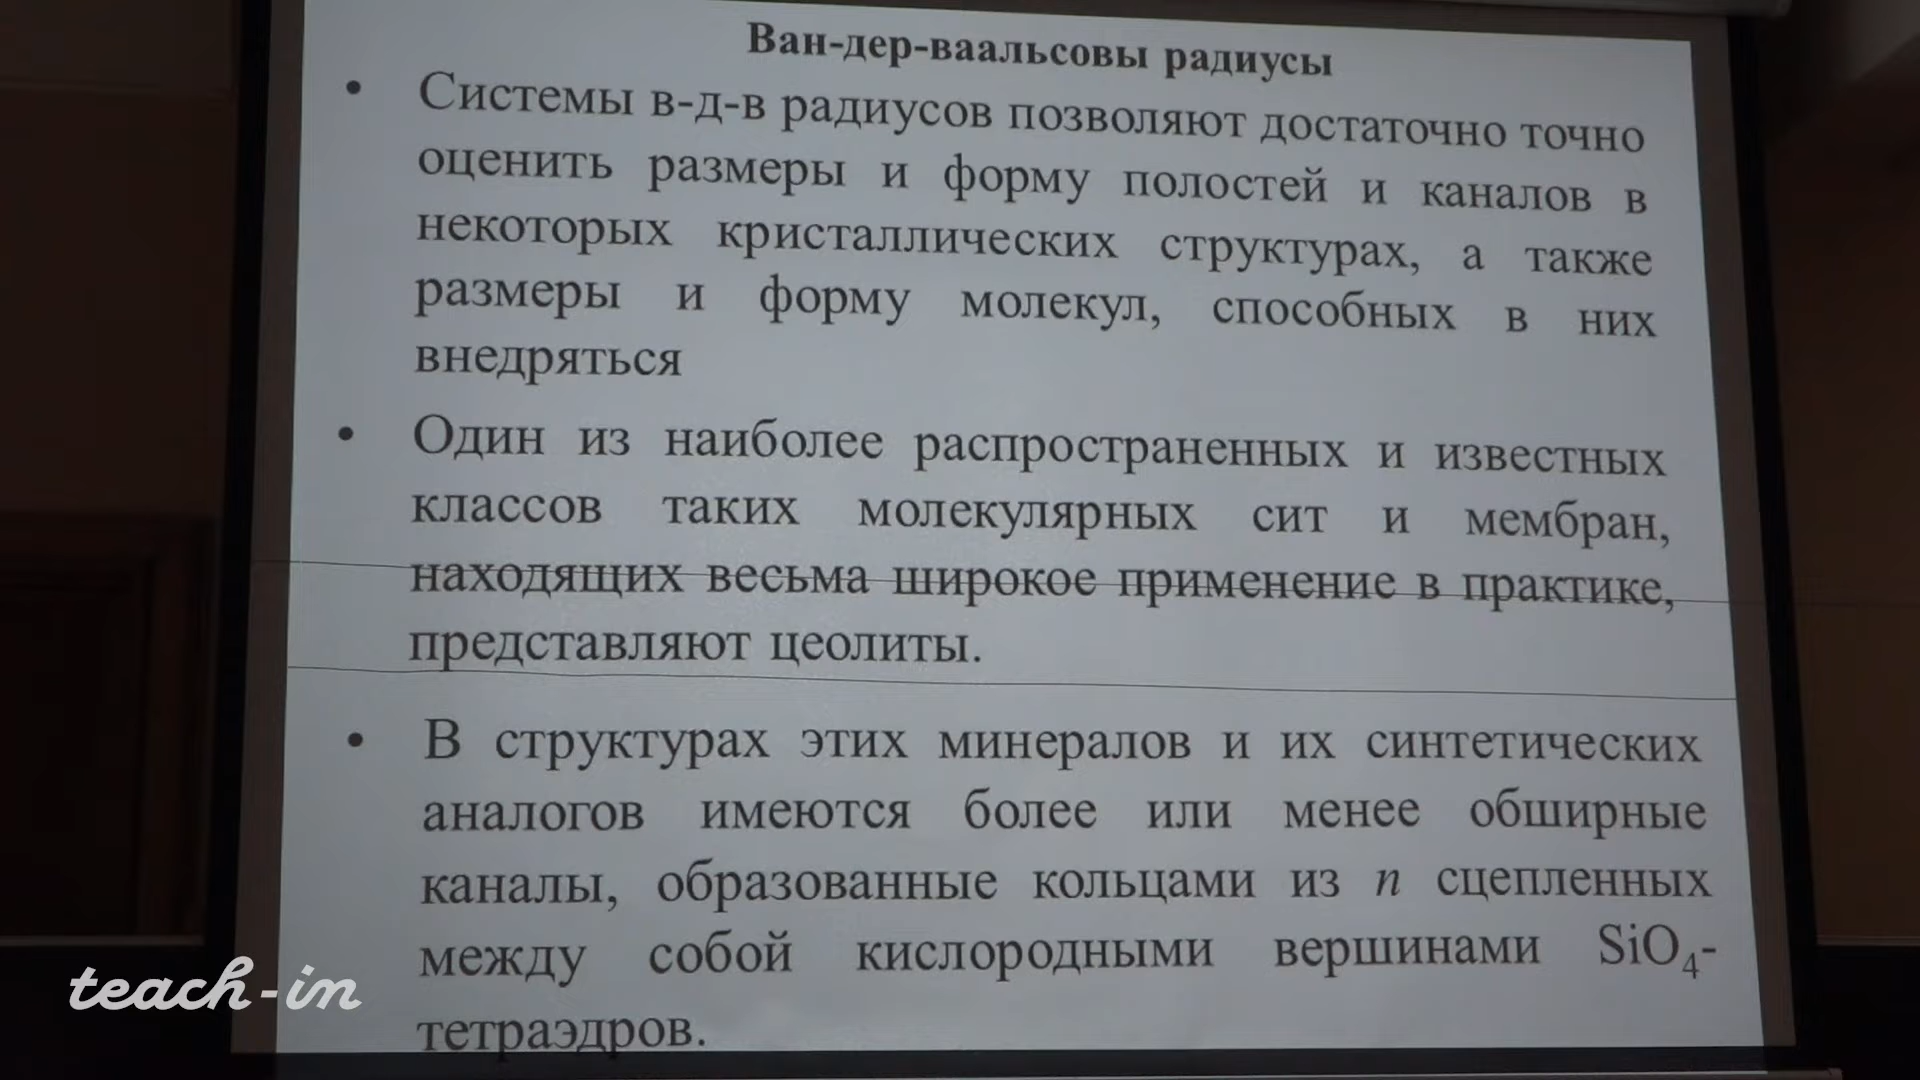 Ван-дер-ваальсовы радиусы
• Системы в-д-в радиусов позволяют достаточно точно
оценить размеры и форму полостей и каналов в
некоторых кристаллических структурах, а также
размеры и форму молекул, способных в них
внедряться
• Один из наиболее распространенных и известных
классов таких молекулярных сит и мембран,
находящих весьма широкое применение в практике,
представляют цеолиты.
• В структурах этих минералов и их синтетических
аналогов имеются более или менее обширные
каналы, образованные кольцами из n сцепленных
между собой кислородными вершинами SiO₄-
тетраэдров.
teach-in